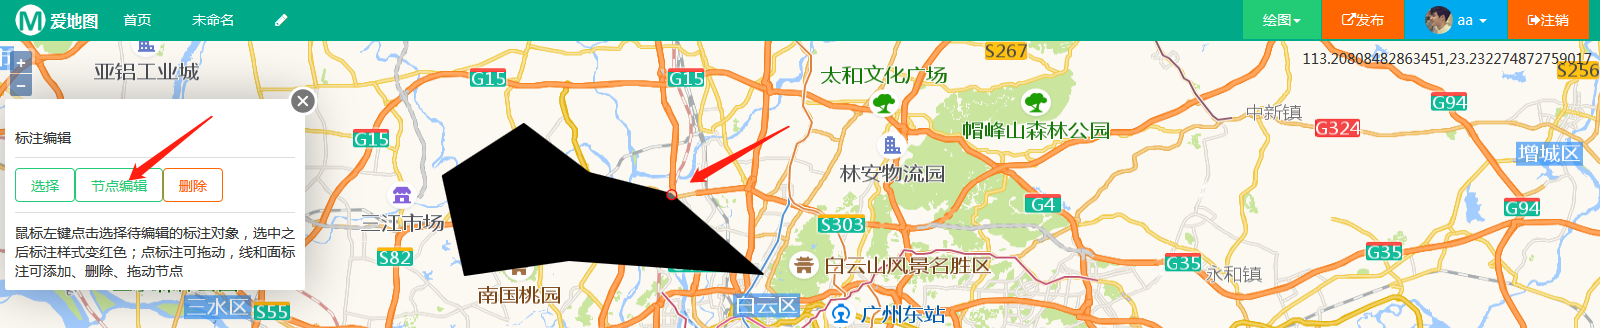 M 爱地图
首页
未命名
绘图
发布
aa
注销
113.20808482863451,23.232274872759017
+
−
标注编辑
选择
节点编辑
删除
鼠标左键点击选择待编辑的标注对象，选中之
后标注样式变红色；点标注可拖动，线和面标
注可添加、删除、拖动节点
亚铝工业城
G15
G15
S267
S256
太和文化广场
G94
中新镇
G324
帽峰山森林公园
G15
增城区
林安物流园
三江市场
G4
G94
S303
S82
G35
G35
白云山风景名胜区
永和镇
南国桃园
三水区
S55
白云区
广州东站